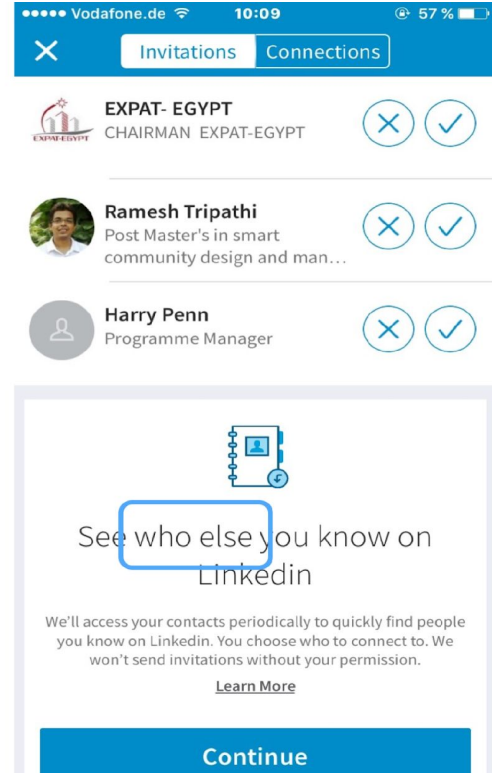 Vodafone.de 10:09 57 %
Invitations Connections
EXPAT- EGYPT
CHAIRMAN EXPAT-EGYPT
EXPAT-EGYPT
Ramesh Tripathi
Post Master's in smart
community design and man...
Harry Penn
Programme Manager
See who else you know on
Linkedin
We'll access your contacts periodically to quickly find people
you know on Linkedin. You choose who to connect to. We
won't send invitations without your permission.
Learn More
Continue